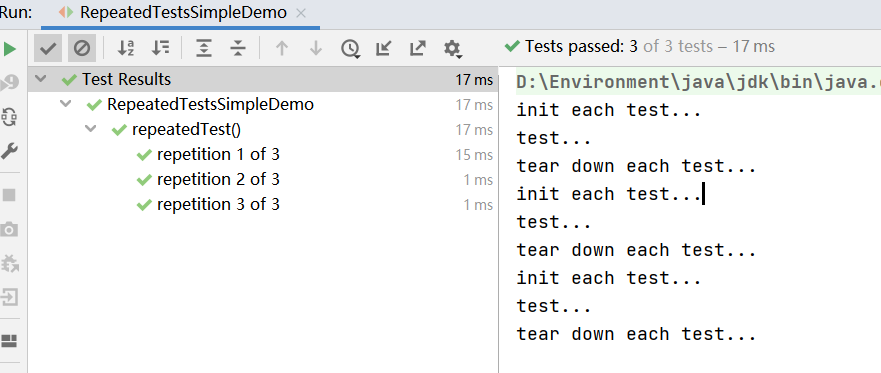 Run: RepeatedTestsSimpleDemo
Tests passed: 3 of 3 tests – 17 ms
Test Results 17 ms
RepeatedTestsSimpleDemo 17 ms
repeatedTest() 17 ms
repetition 1 of 3 15 ms
repetition 2 of 3 1 ms
repetition 3 of 3 1 ms
D:\Environment\java\jdk\bin\java.
init each test...
test...
tear down each test...
init each test...
test...
tear down each test...
init each test...
test...
tear down each test...